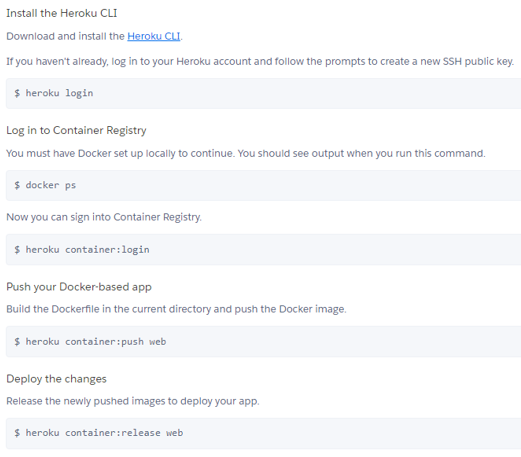 Install the Heroku CLI
Download and install the Heroku CLI.
If you haven't already, log in to your Heroku account and follow the prompts to create a new SSH public key.
$ heroku login
Log in to Container Registry
You must have Docker set up locally to continue. You should see output when you run this command.
$ docker ps
Now you can sign into Container Registry.
$ heroku container:login
Push your Docker-based app
Build the Dockerfile in the current directory and push the Docker image.
$ heroku container:push web
Deploy the changes
Release the newly pushed images to deploy your app.
$ heroku container:release web